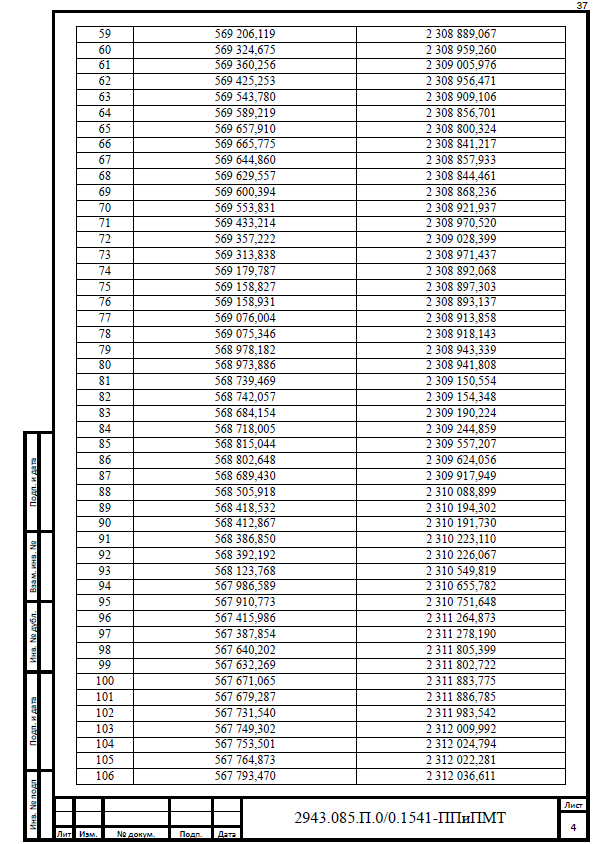 37
59 569 206,119 2 308 889,067
60 569 324,675 2 308 959,260
61 569 360,256 2 309 005,976
62 569 425,253 2 308 956,471
63 569 543,780 2 308 909,106
64 569 589,219 2 308 856,701
65 569 657,910 2 308 800,324
66 569 665,775 2 308 841,217
67 569 644,860 2 308 857,933
68 569 629,557 2 308 844,461
69 569 600,394 2 308 868,236
70 569 553,831 2 308 921,937
71 569 433,214 2 308 970,520
72 569 357,222 2 309 028,399
73 569 313,838 2 308 971,437
74 569 179,787 2 308 892,068
75 569 158,827 2 308 897,303
76 569 158,931 2 308 893,137
77 569 076,004 2 308 913,858
78 569 075,346 2 308 918,143
79 568 978,182 2 308 943,339
80 568 973,886 2 308 941,808
81 568 739,469 2 309 150,554
82 568 742,057 2 309 154,348
83 568 684,154 2 309 190,224
84 568 718,005 2 309 244,859
85 568 815,044 2 309 557,207
86 568 802,648 2 309 624,056
87 568 689,430 2 309 917,949
88 568 505,918 2 310 088,899
89 568 418,532 2 310 194,302
90 568 412,867 2 310 191,730
91 568 386,850 2 310 223,110
92 568 392,192 2 310 226,067
93 568 123,768 2 310 549,819
94 567 986,589 2 310 655,782
95 567 910,773 2 310 751,648
96 567 415,986 2 311 264,873
97 567 387,854 2 311 278,190
98 567 640,202 2 311 805,399
99 567 632,269 2 311 802,722
100 567 671,065 2 311 883,775
101 567 679,287 2 311 886,785
102 567 731,540 2 311 983,542
103 567 749,302 2 312 009,992
104 567 753,501 2 312 024,794
105 567 764,873 2 312 022,281
106 567 793,470 2 312 036,611
Подп. и дата
Взам. инв. №
Инв. № дубл.
Подп. и дата
Инв. № подп
Лит Изм. № докум. Подп. Дата
2943.085.П.0/0.1541-ППиПМТ
Лист
4